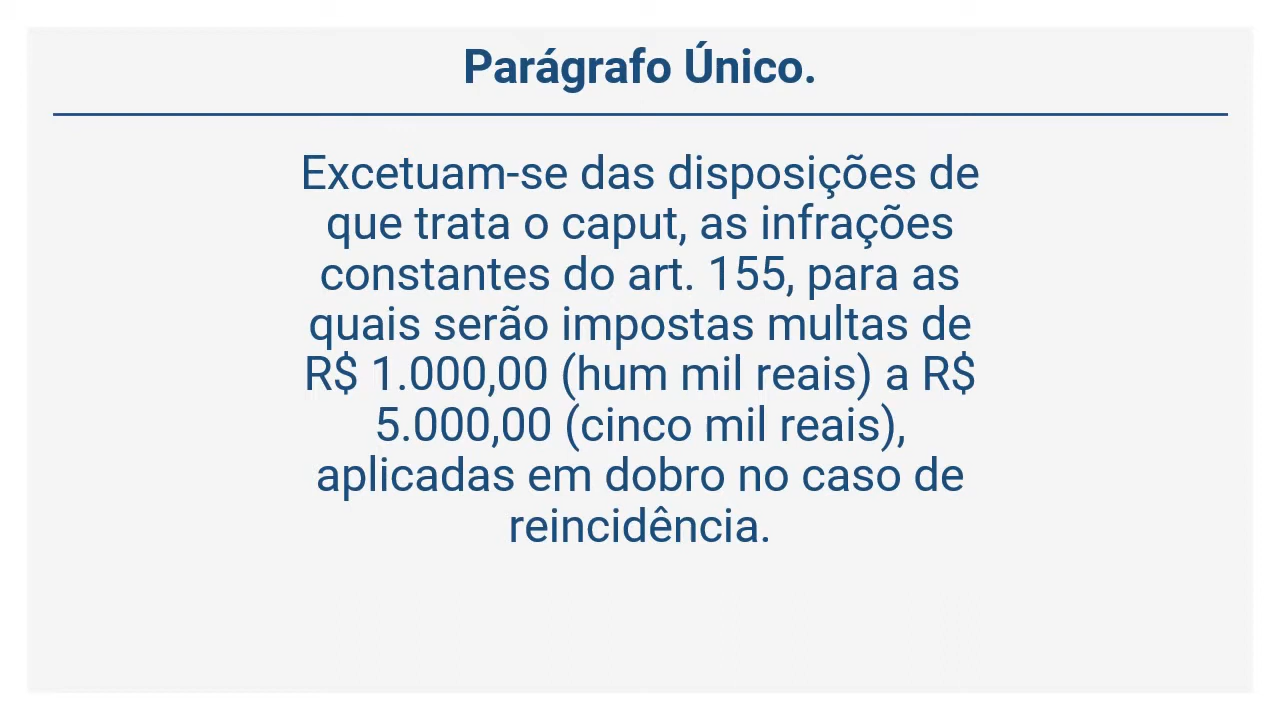 Parágrafo Único.
Excetuam-se das disposições de
que trata o caput, as infrações
constantes do art. 155, para as
quais serão impostas multas de
R$ 1.000,00 (hum mil reais) a R$
5.000,00 (cinco mil reais),
aplicadas em dobro no caso de
reincidência.